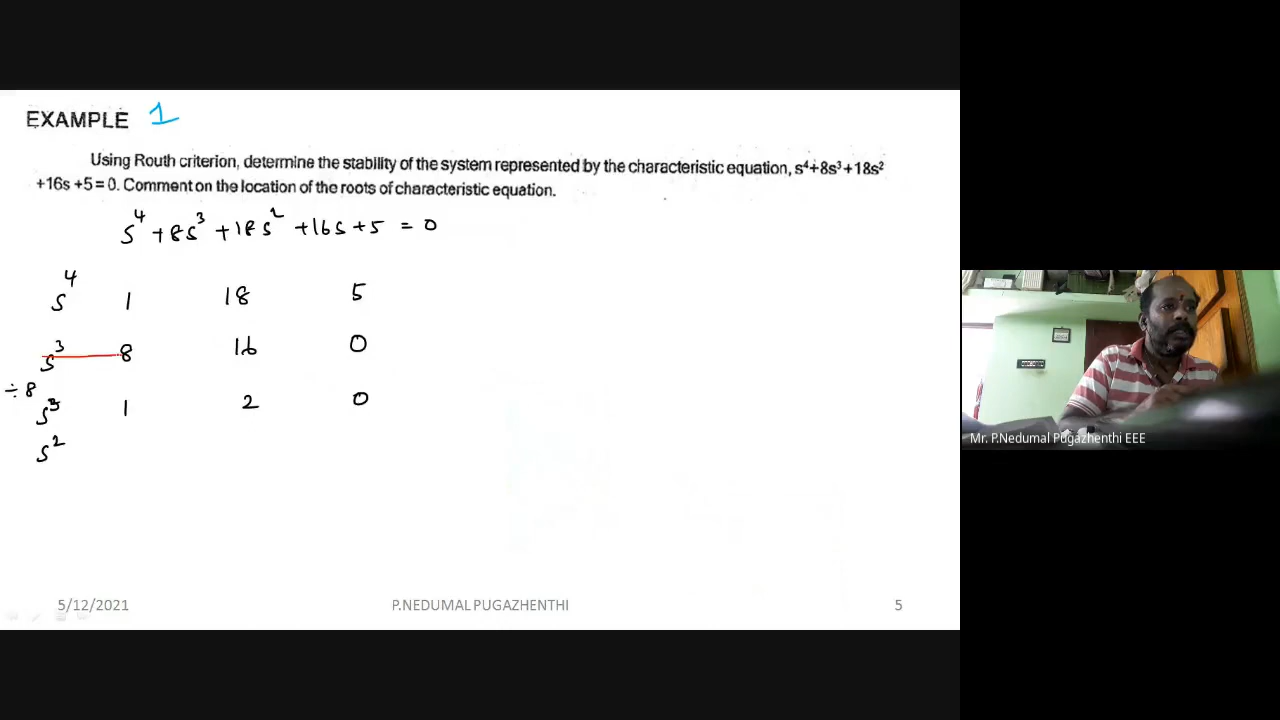 EXAMPLE 1
Using Routh criterion, determine the stability of the system represented by the characteristic equation, s⁴+8s³+18s²
+16s +5 = 0. Comment on the location of the roots of characteristic equation.
s⁴ + 8s³ + 18s² + 16s + 5 = 0
s⁴ 1 18 5
s³ 8 16 0
÷8
s³ 1 2 0
s²
Mr. P.Nedumal Pugazhenthi EEE
5/12/2021 P.NEDUMAL PUGAZHENTHI 5